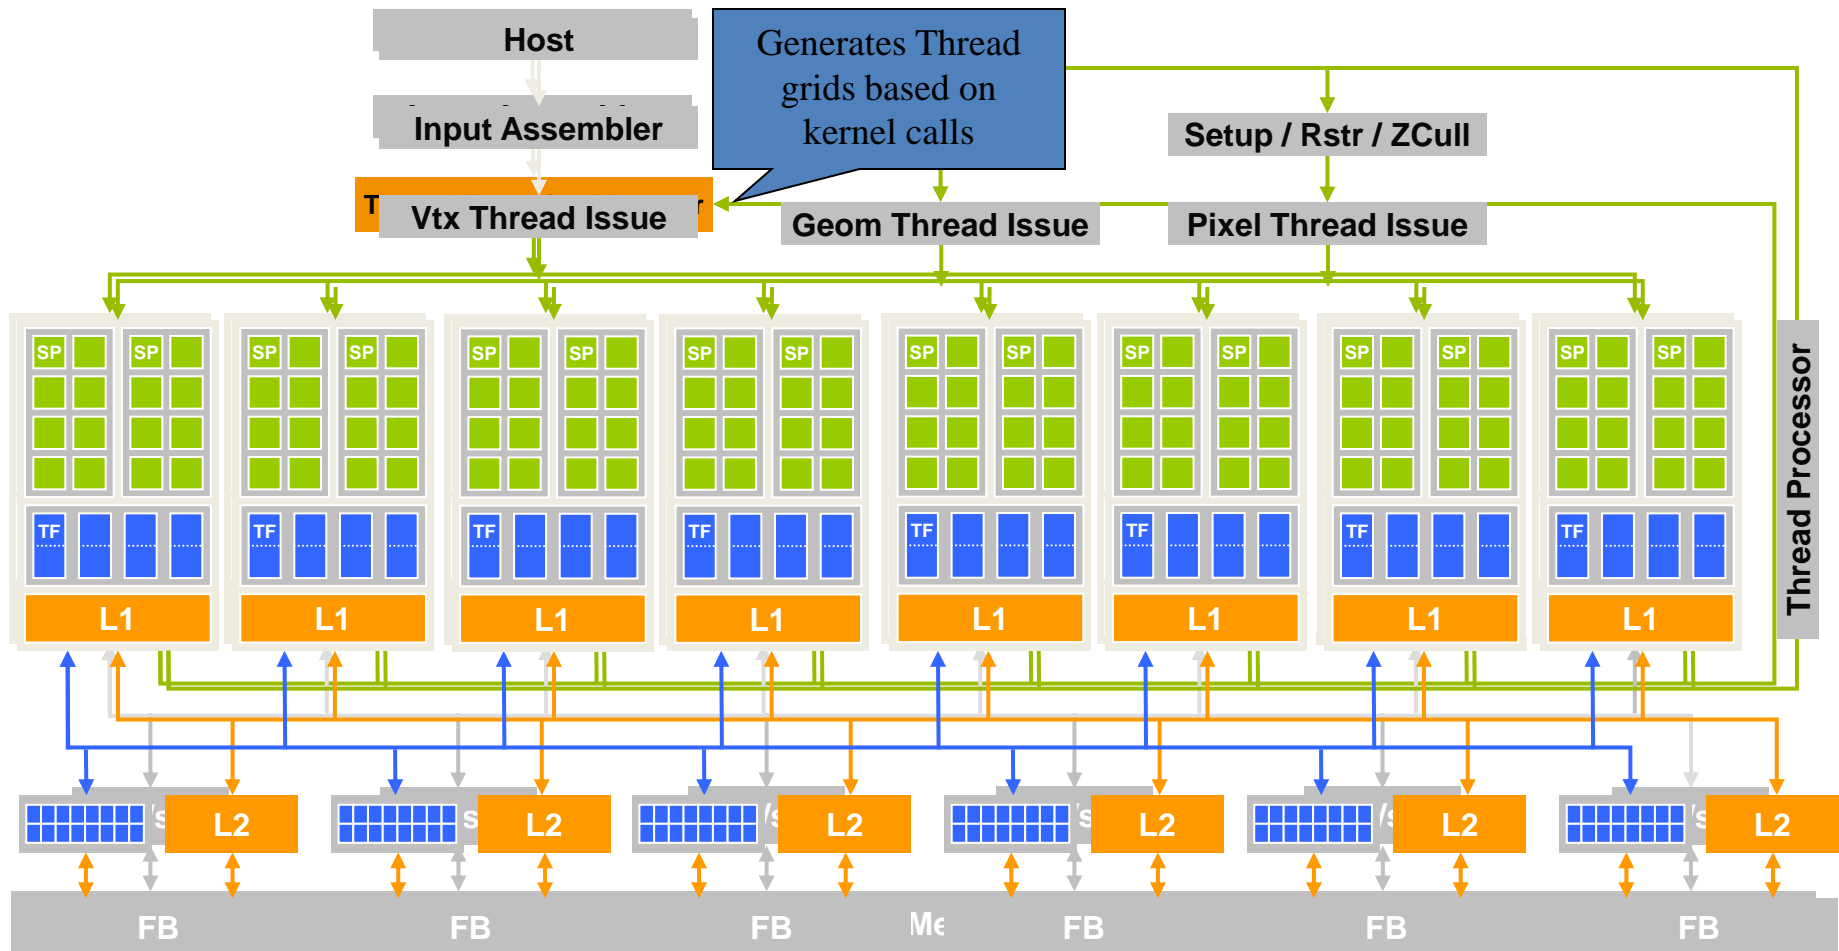 Host
Generates Thread
grids based on
kernel calls
Input Assembler
Setup / Rstr / ZCull
Vtx Thread Issue
Geom Thread Issue
Pixel Thread Issue
Thread Processor
SP SP SP SP SP SP SP SP SP SP SP SP SP SP SP SP
TF TF TF TF TF TF TF TF
L1 L1 L1 L1 L1 L1 L1 L1
L2 L2 L2 L2 L2 L2
FB FB FB FB FB FB